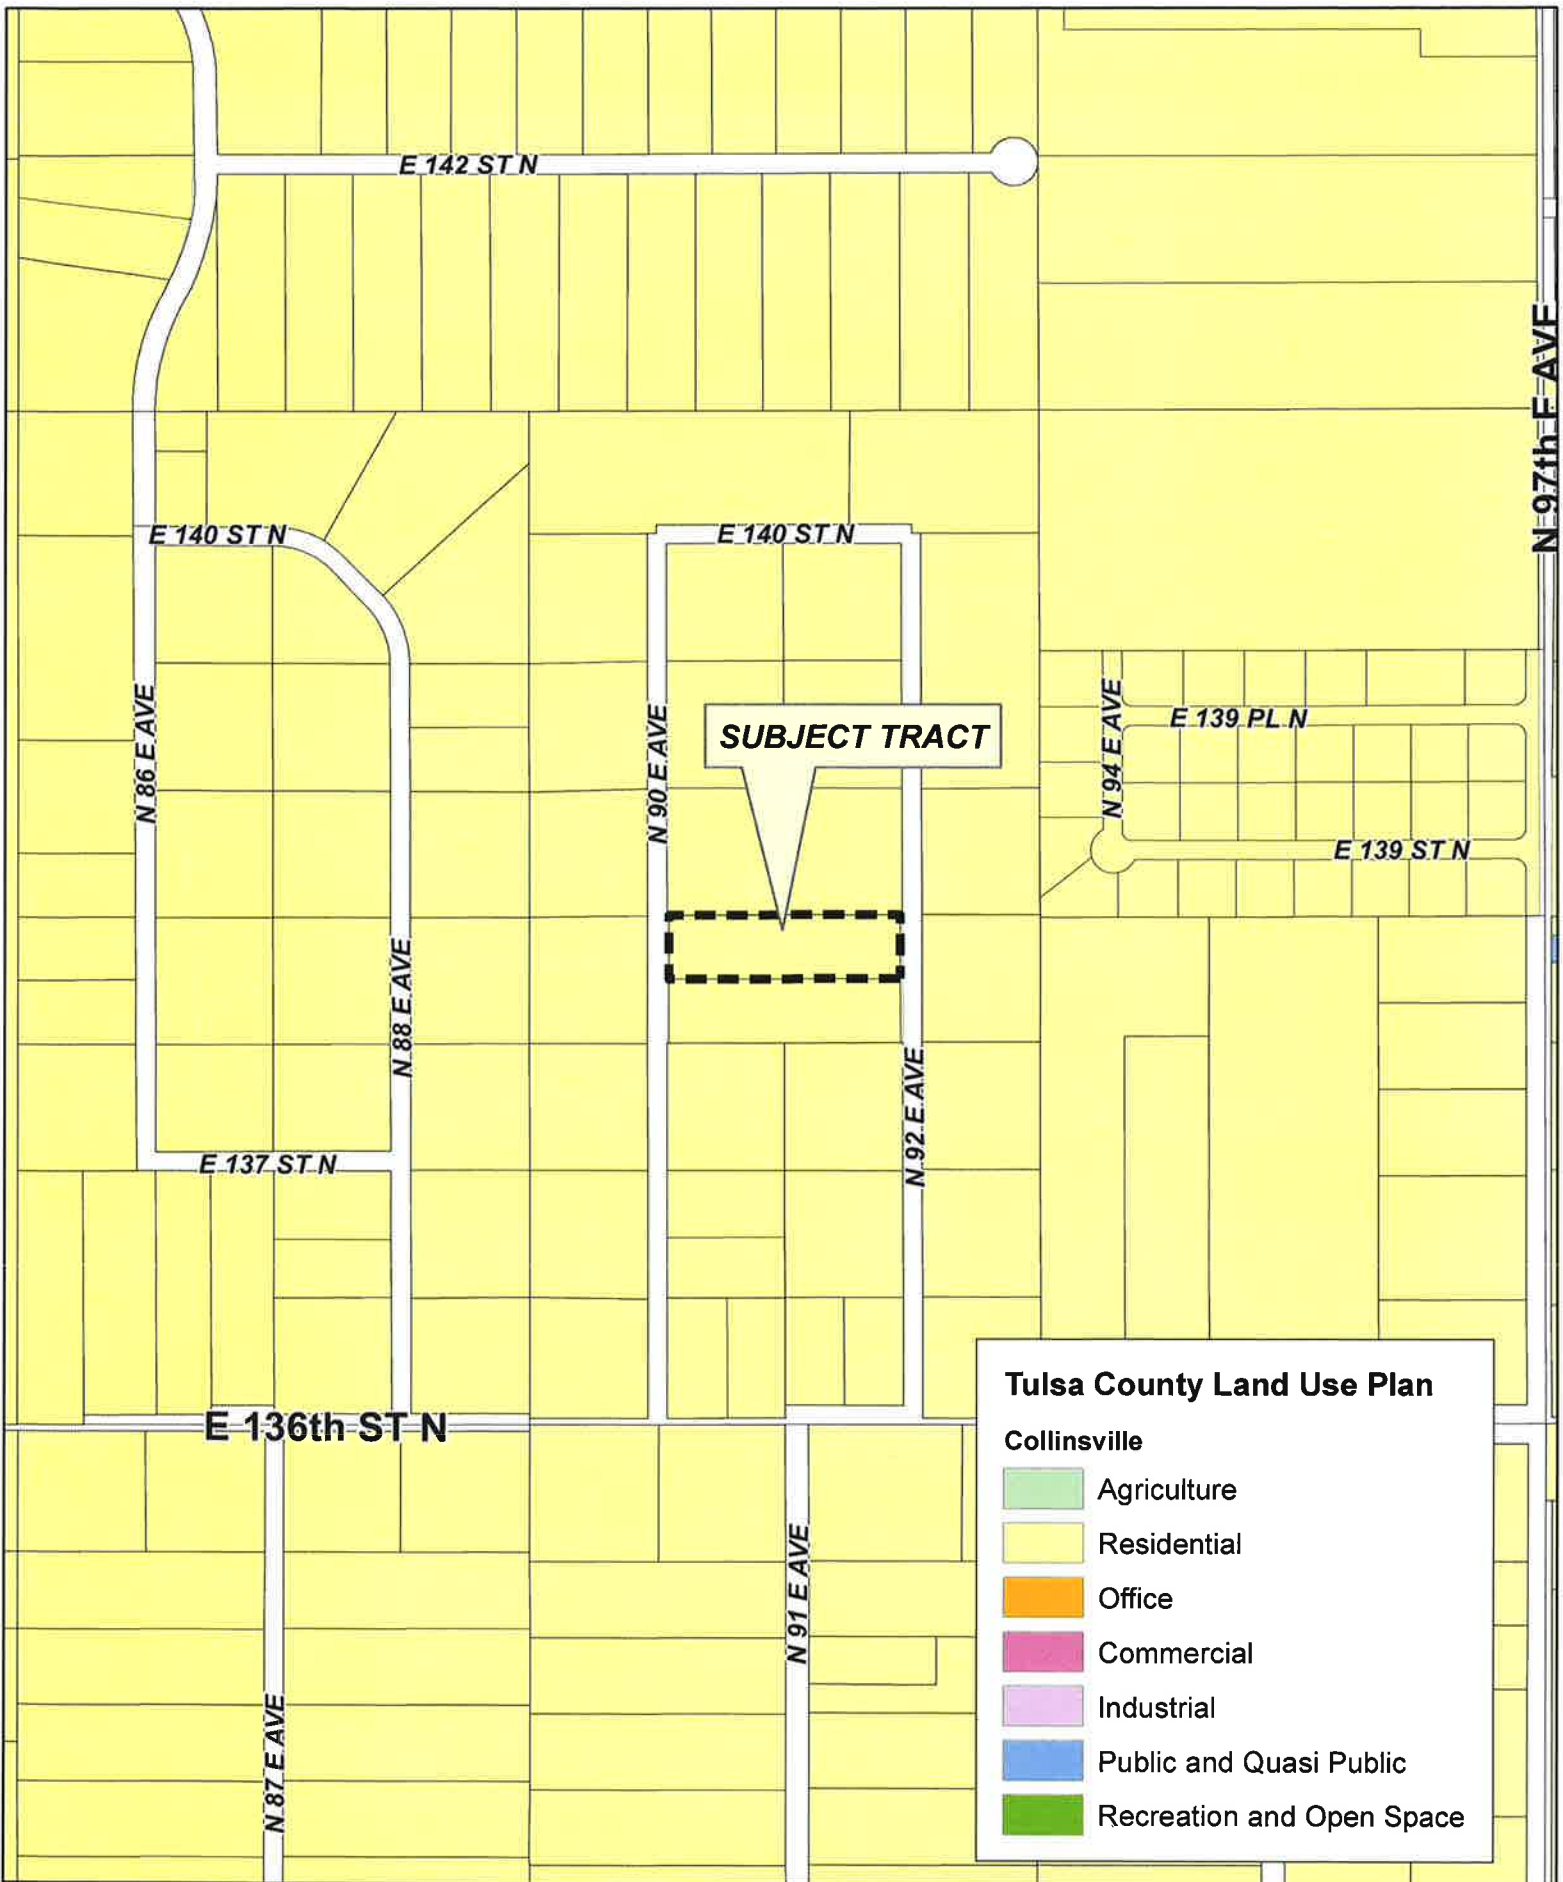 E 142 ST N
N 97th E AVE
E 140 ST N
E 140 ST N
N 86 E AVE
N 90 E AVE
SUBJECT TRACT
N 94 E AVE
E 139 PL N
E 139 ST N
N 88 E AVE
N 92 E AVE
E 137 ST N
E 136th ST N
N 91 E AVE
N 87 E AVE
Tulsa County Land Use Plan
Collinsville
Agriculture
Residential
Office
Commercial
Industrial
Public and Quasi Public
Recreation and Open Space